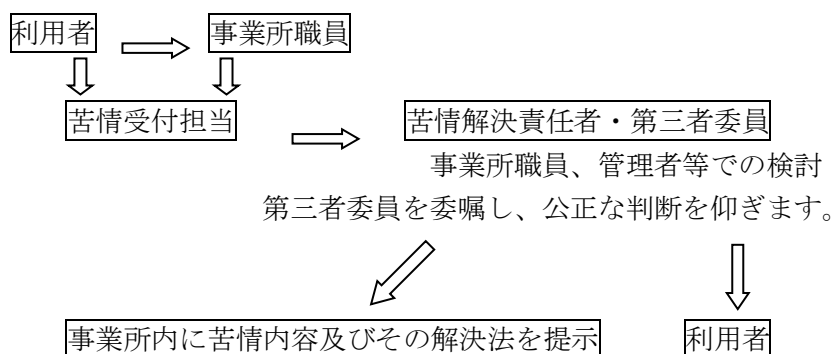 利用者 事業所職員
苦情受付担当 苦情解決責任者・第三者委員
事業所職員、管理者等での検討
第三者委員を委嘱し、公正な判断を仰ぎます。
事業所内に苦情内容及びその解決法を提示 利用者